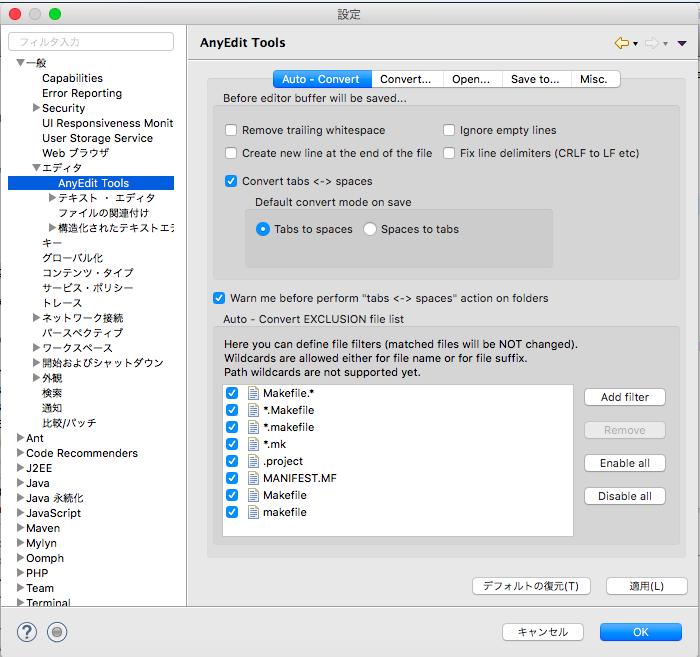 設定
フィルタ入力
一般
Capabilities
Error Reporting
Security
UI Responsiveness Monit
User Storage Service
Web ブラウザ
エディタ
AnyEdit Tools
テキスト ・ エディタ
ファイルの関連付け
構造化されたテキストエデ
キー
グローバル化
コンテンツ・タイプ
サービス・ポリシー
トレース
ネットワーク接続
パースペクティブ
ワークスペース
開始およびシャットダウン
外観
検索
通知
比較/パッチ
Ant
Code Recommenders
J2EE
Java
Java 永続化
JavaScript
Maven
Mylyn
Oomph
PHP
Team
Terminal
AnyEdit Tools
Auto - Convert
Convert...
Open...
Save to...
Misc.
Before editor buffer will be saved...
Remove trailing whitespace
Ignore empty lines
Create new line at the end of the file
Fix line delimiters (CRLF to LF etc)
Convert tabs <-> spaces
Default convert mode on save
Tabs to spaces
Spaces to tabs
Warn me before perform "tabs <-> spaces" action on folders
Auto - Convert EXCLUSION file list
Here you can define file filters (matched files will be NOT changed).
Wildcards are allowed either for file name or for file suffix.
Path wildcards are not supported yet.
Makefile.*
*.Makefile
*.makefile
*.mk
.project
MANIFEST.MF
Makefile
makefile
Add filter
Remove
Enable all
Disable all
デフォルトの復元(T)
適用(L)
?
キャンセル
OK